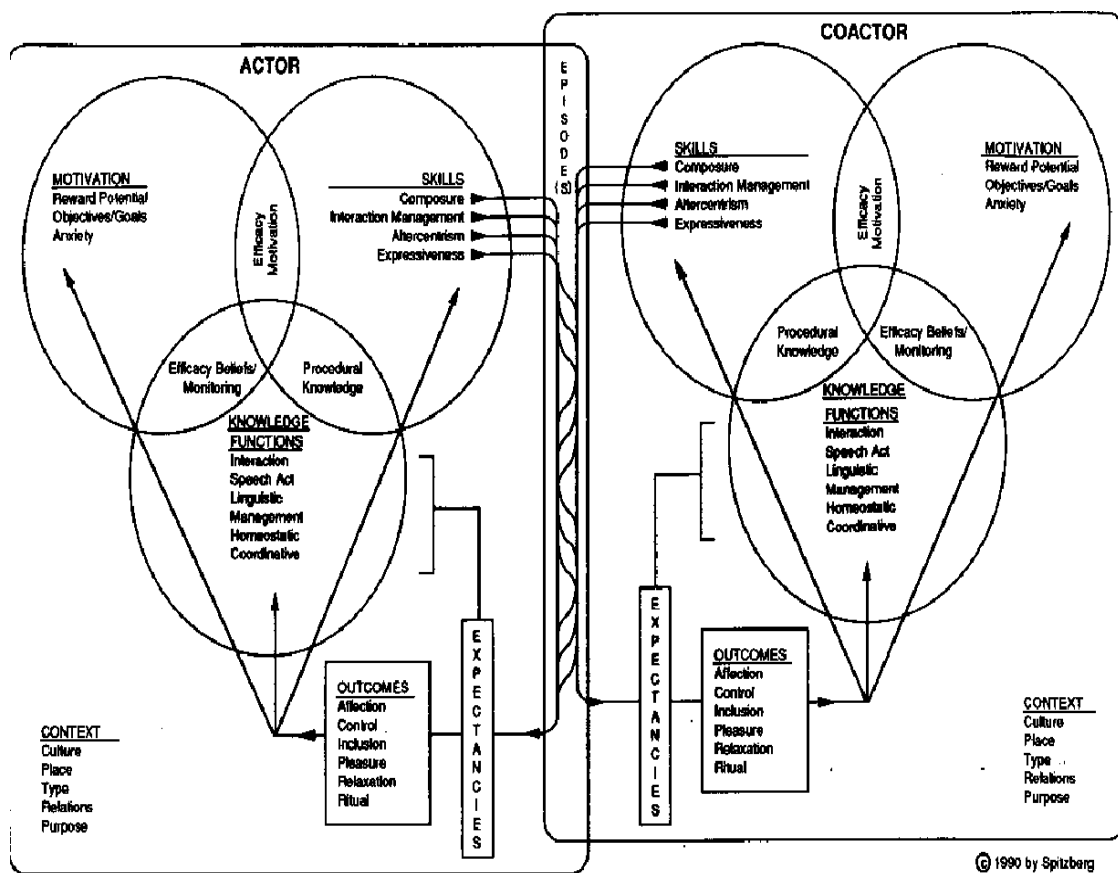 ACTOR
MOTIVATION
Reward Potential
Objectives/Goals
Anxiety
Efficacy
Motivation
SKILLS
Composure
Interaction Management
Altercentrism
Expressiveness
Efficacy Beliefs/
Monitoring
Procedural
Knowledge
KNOWLEDGE
FUNCTIONS
Interaction
Speech Act
Linguistic
Management
Homeostatic
Coordinative
EXPECTANCIES
OUTCOMES
Affection
Control
Inclusion
Pleasure
Relaxation
Ritual
CONTEXT
Culture
Place
Type
Relations
Purpose
EPISODE(S)
COACTOR
SKILLS
Composure
Interaction Management
Altercentrism
Expressiveness
Efficacy
Motivation
MOTIVATION
Reward Potential
Objectives/Goals
Anxiety
Procedural
Knowledge
Efficacy Beliefs/
Monitoring
KNOWLEDGE
FUNCTIONS
Interaction
Speech Act
Linguistic
Management
Homeostatic
Coordinative
EXPECTANCIES
OUTCOMES
Affection
Control
Inclusion
Pleasure
Relaxation
Ritual
CONTEXT
Culture
Place
Type
Relations
Purpose
© 1990 by Spitzberg